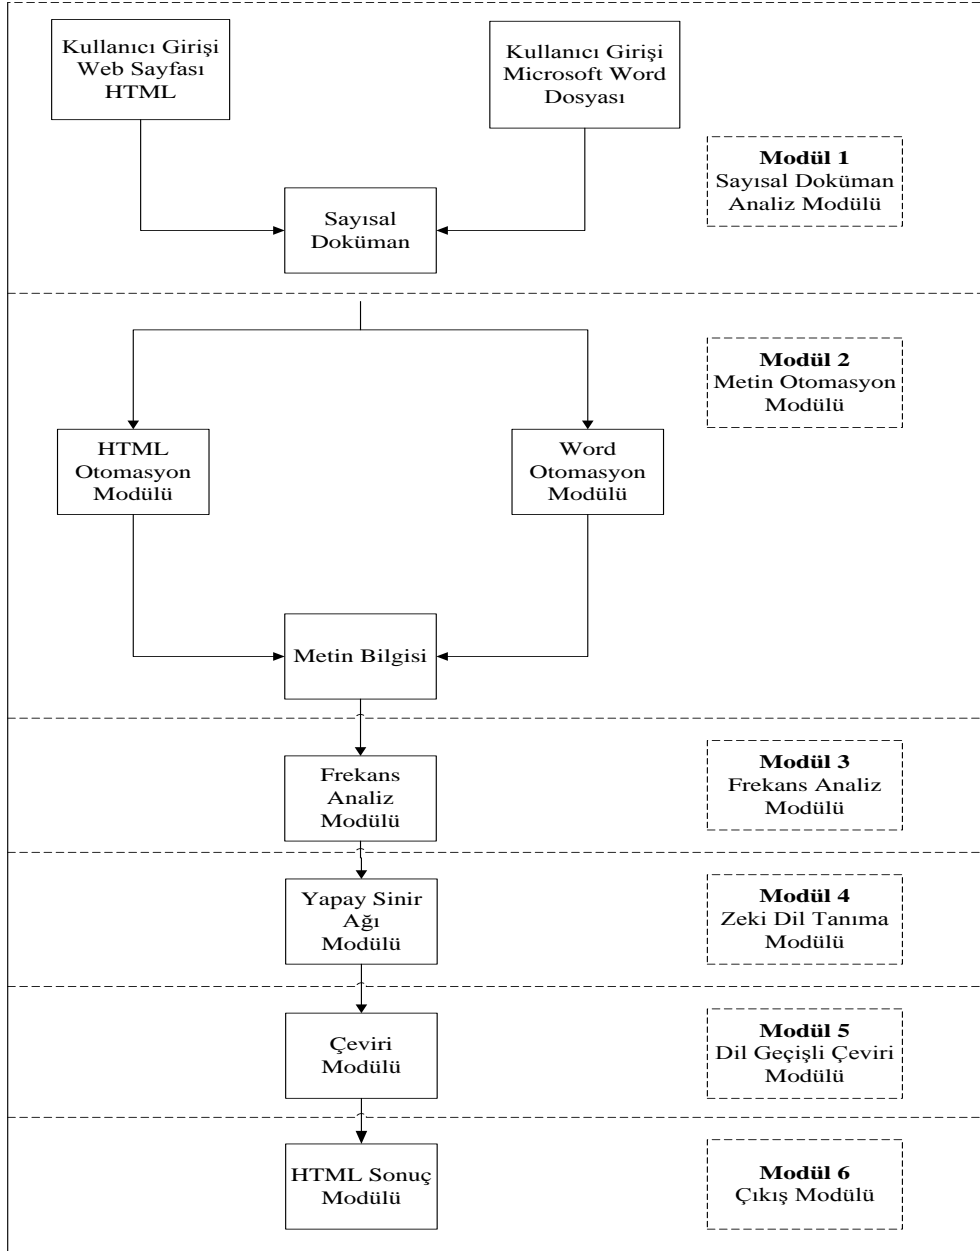 Kullanıcı Girişi
Web Sayfası
HTML
Kullanıcı Girişi
Microsoft Word
Dosyası
Modül 1
Sayısal Doküman
Analiz Modülü
Sayısal
Doküman
Modül 2
Metin Otomasyon
Modülü
HTML
Otomasyon
Modülü
Word
Otomasyon
Modülü
Metin Bilgisi
Frekans
Analiz
Modülü
Modül 3
Frekans Analiz
Modülü
Yapay Sinir
Ağı
Modülü
Modül 4
Zeki Dil Tanıma
Modülü
Çeviri
Modülü
Modül 5
Dil Geçişli Çeviri
Modülü
HTML Sonuç
Modülü
Modül 6
Çıkış Modülü